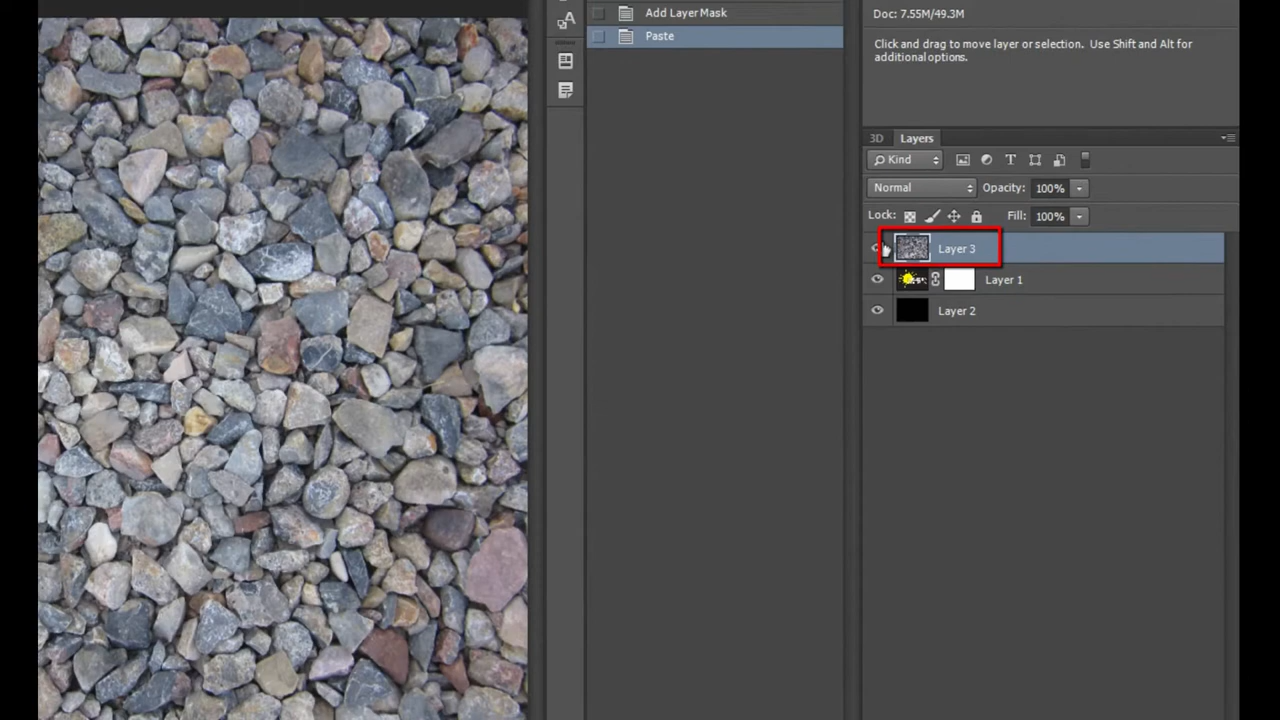 Add Layer Mask
Paste
Doc: 7.55M/49.3M
Click and drag to move layer or selection. Use Shift and Alt for
additional options.
3D Layers
Kind
Normal Opacity: 100%
Lock: Fill: 100%
Layer 3
Layer 1
Layer 2